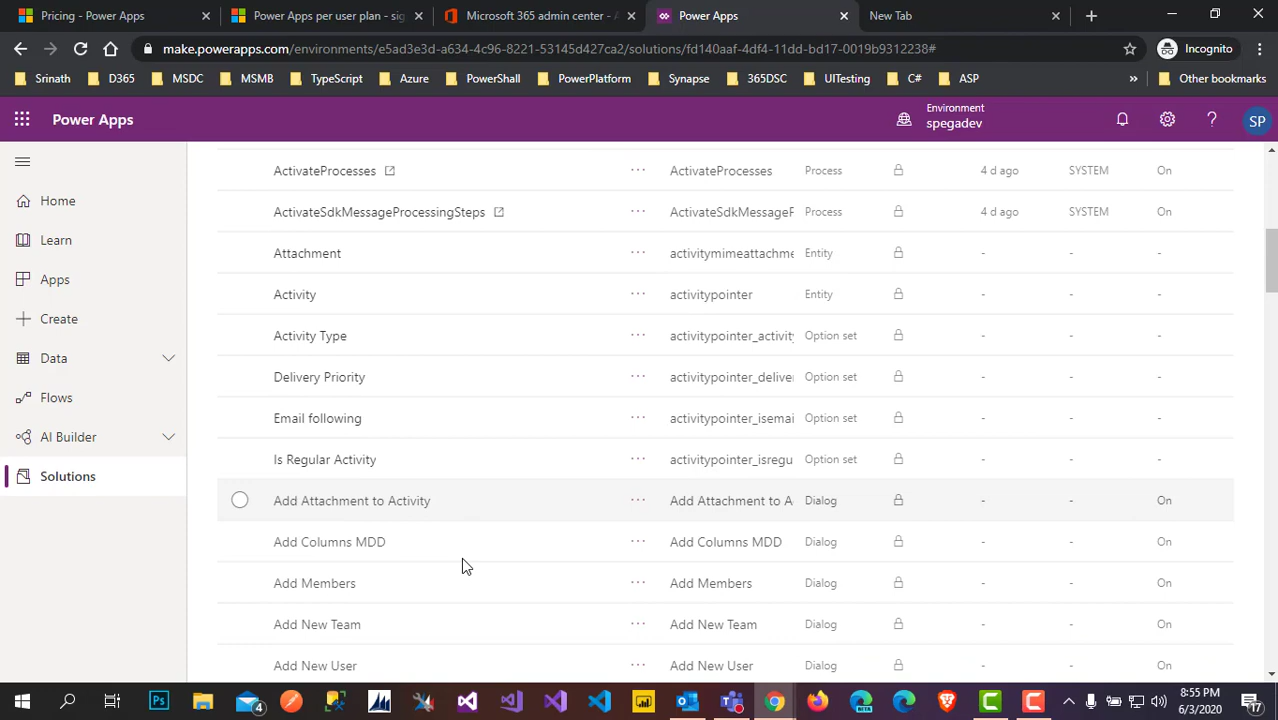 Pricing - Power Apps
Power Apps per user plan - sig
Microsoft 365 admin center -
Power Apps
New Tab
make.powerapps.com/environments/e5ad3e3d-a634-4c96-8221-53145d427ca2/solutions/fd140aaf-4df4-11dd-bd17-0019b9312238#
Incognito
Srinath D365 MSDC MSMB TypeScript Azure PowerShall PowerPlatform Synapse 365DSC UITesting C# ASP » Other bookmarks
Power Apps
Environment
spegadev
SP
Home
Learn
Apps
Create
Data
Flows
AI Builder
Solutions
ActivateProcesses ··· ActivateProcesses Process 4 d ago SYSTEM On
ActivateSdkMessageProcessingSteps ··· ActivateSdkMessageF Process 4 d ago SYSTEM On
Attachment ··· activitymimeattachme Entity - - -
Activity ··· activitypointer Entity - - -
Activity Type ··· activitypointer_activity Option set - - -
Delivery Priority ··· activitypointer_delive Option set - - -
Email following ··· activitypointer_isemai Option set - - -
Is Regular Activity ··· activitypointer_isregu Option set - - -
Add Attachment to Activity ··· Add Attachment to A Dialog - - On
Add Columns MDD ··· Add Columns MDD Dialog - - On
Add Members ··· Add Members Dialog - - On
Add New Team ··· Add New Team Dialog - - On
Add New User ··· Add New User Dialog - - On
Ps
4
BETA
8:55 PM
6/3/2020
17